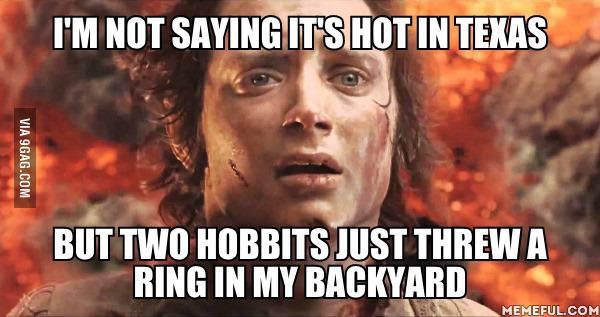 I'M NOT SAYING IT'S HOT IN TEXAS
VIA 9GAG.COM
BUT TWO HOBBITS JUST THREW A
RING IN MY BACKYARD
MEMEFUL.COM